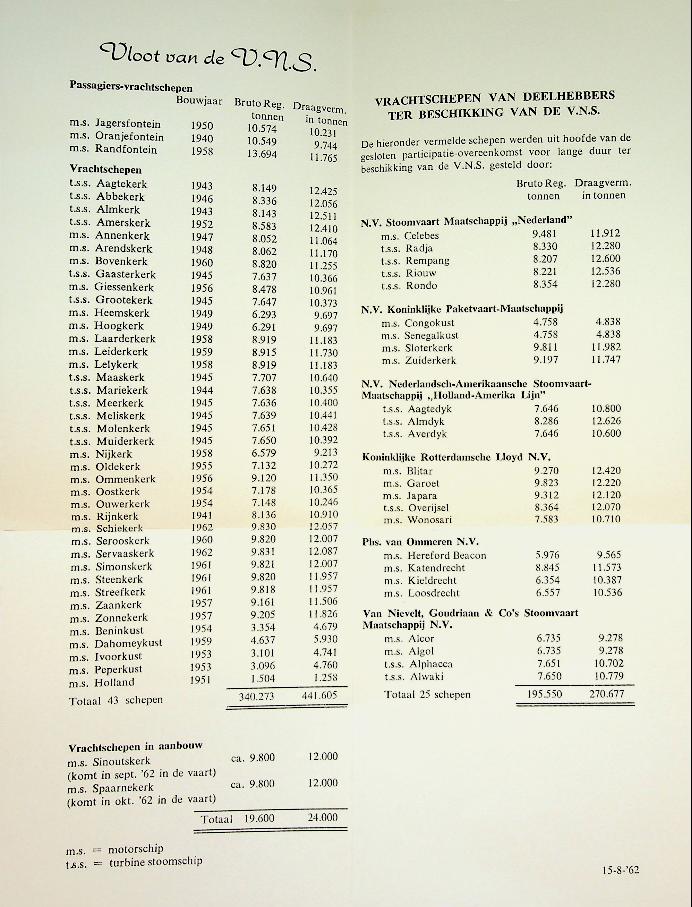 Vloot van de V.N.S.
Passagiers-vrachtschepen
Bouwjaar Bruto Reg. tonnen Draagverm. in tonnen
m.s. Jagersfontein 1950 10.574 10.231
m.s. Oranjefontein 1940 10.549 9.744
m.s. Randfontein 1958 13.694 11.765
Vrachtschepen
t.s.s. Aagtekerk 1943 8.149 12.425
t.s.s. Abbekerk 1946 8.336 12.056
t.s.s. Almkerk 1943 8.143 12.511
t.s.s. Amerskerk 1952 8.583 12.410
m.s. Annenkerk 1947 8.052 11.064
m.s. Arendskerk 1948 8.062 11.170
m.s. Bovenkerk 1960 8.820 11.255
t.s.s. Gaasterkerk 1945 7.637 10.366
m.s. Giessenkerk 1956 8.478 10.961
t.s.s. Grootekerk 1945 7.647 10.373
m.s. Heemskerk 1949 6.293 9.697
m.s. Hoogkerk 1949 6.291 9.697
m.s. Laarderkerk 1958 8.919 11.183
m.s. Leiderkerk 1959 8.915 11.730
m.s. Lelykerk 1958 8.919 11.183
t.s.s. Maaskerk 1945 7.707 10.640
t.s.s. Mariekerk 1944 7.638 10.355
t.s.s. Meerkerk 1945 7.636 10.400
t.s.s. Meliskerk 1945 7.639 10.441
t.s.s. Molenkerk 1945 7.651 10.428
t.s.s. Muiderkerk 1945 7.650 10.392
m.s. Nijkerk 1958 6.579 9.213
m.s. Oldekerk 1955 7.132 10.272
m.s. Ommenkerk 1956 9.120 11.350
m.s. Oostkerk 1954 7.178 10.365
m.s. Ouwerkerk 1954 7.148 10.246
m.s. Rijnkerk 1941 8.136 10.910
m.s. Schiekerk 1962 9.830 12.057
m.s. Serooskerk 1960 9.820 12.007
m.s. Servaaskerk 1962 9.831 12.087
m.s. Simonskerk 1961 9.821 12.007
m.s. Steenkerk 1961 9.820 11.957
m.s. Streefkerk 1961 9.818 11.957
m.s. Zaankerk 1957 9.161 11.506
m.s. Zonnekerk 1957 9.205 11.826
m.s. Beninkust 1954 3.354 4.679
m.s. Dahomeykust 1959 4.637 5.930
m.s. Ivoorkust 1953 3.101 4.741
m.s. Peperkust 1953 3.096 4.760
m.s. Holland 1951 1.504 1.258
Totaal 43 schepen 340.273 441.605
Vrachtschepen in aanbouw
m.s. Sinoutskerk ca. 9.800 12.000
(komt in sept. '62 in de vaart)
m.s. Spaarnekerk ca. 9.800 12.000
(komt in okt. '62 in de vaart)
Totaal 19.600 24.000
m.s. = motorschip
t.s.s. = turbine stoomschip
VRACHTSCHEPEN VAN DEELHEBBERS
TER BESCHIKKING VAN DE V.N.S.
De hieronder vermelde schepen werden uit hoofde van de
gesloten participatie-overeenkomst voor lange duur ter
beschikking van de V.N.S. gesteld door:
Bruto Reg. Draagverm.
tonnen in tonnen
N.V. Stoomvaart Maatschappij „Nederland”
m.s. Celebes 9.481 11.912
t.s.s. Radja 8.330 12.280
t.s.s. Rempang 8.207 12.600
t.s.s. Riouw 8.221 12.536
t.s.s. Rondo 8.354 12.280
N.V. Koninklijke Paketvaart-Maatschappij
m.s. Congokust 4.758 4.838
m.s. Senegalkust 4.758 4.838
m.s. Sloterkerk 9.811 11.982
m.s. Zuiderkerk 9.197 11.747
N.V. Nederlandsch-Amerikaansche Stoomvaart-
Maatschappij „Holland-Amerika Lijn”
t.s.s. Aagtedyk 7.646 10.800
t.s.s. Almdyk 8.286 12.626
t.s.s. Averdyk 7.646 10.600
Koninklijke Rotterdamsche Lloyd N.V.
m.s. Blitar 9.270 12.420
m.s. Garoet 9.823 12.220
m.s. Japara 9.312 12.120
t.s.s. Overijsel 8.364 12.070
m.s. Wonosari 7.583 10.710
Phs. van Ommeren N.V.
m.s. Hereford Beacon 5.976 9.565
m.s. Katendrecht 8.845 11.573
m.s. Kieldrecht 6.354 10.387
m.s. Loosdrecht 6.557 10.536
Van Nievelt, Goudriaan & Co's Stoomvaart
Maatschappij N.V.
m.s. Alcor 6.735 9.278
m.s. Algol 6.735 9.278
t.s.s. Alphacca 7.651 10.702
t.s.s. Alwaki 7.650 10.779
Totaal 25 schepen 195.550 270.677
15-8-'62